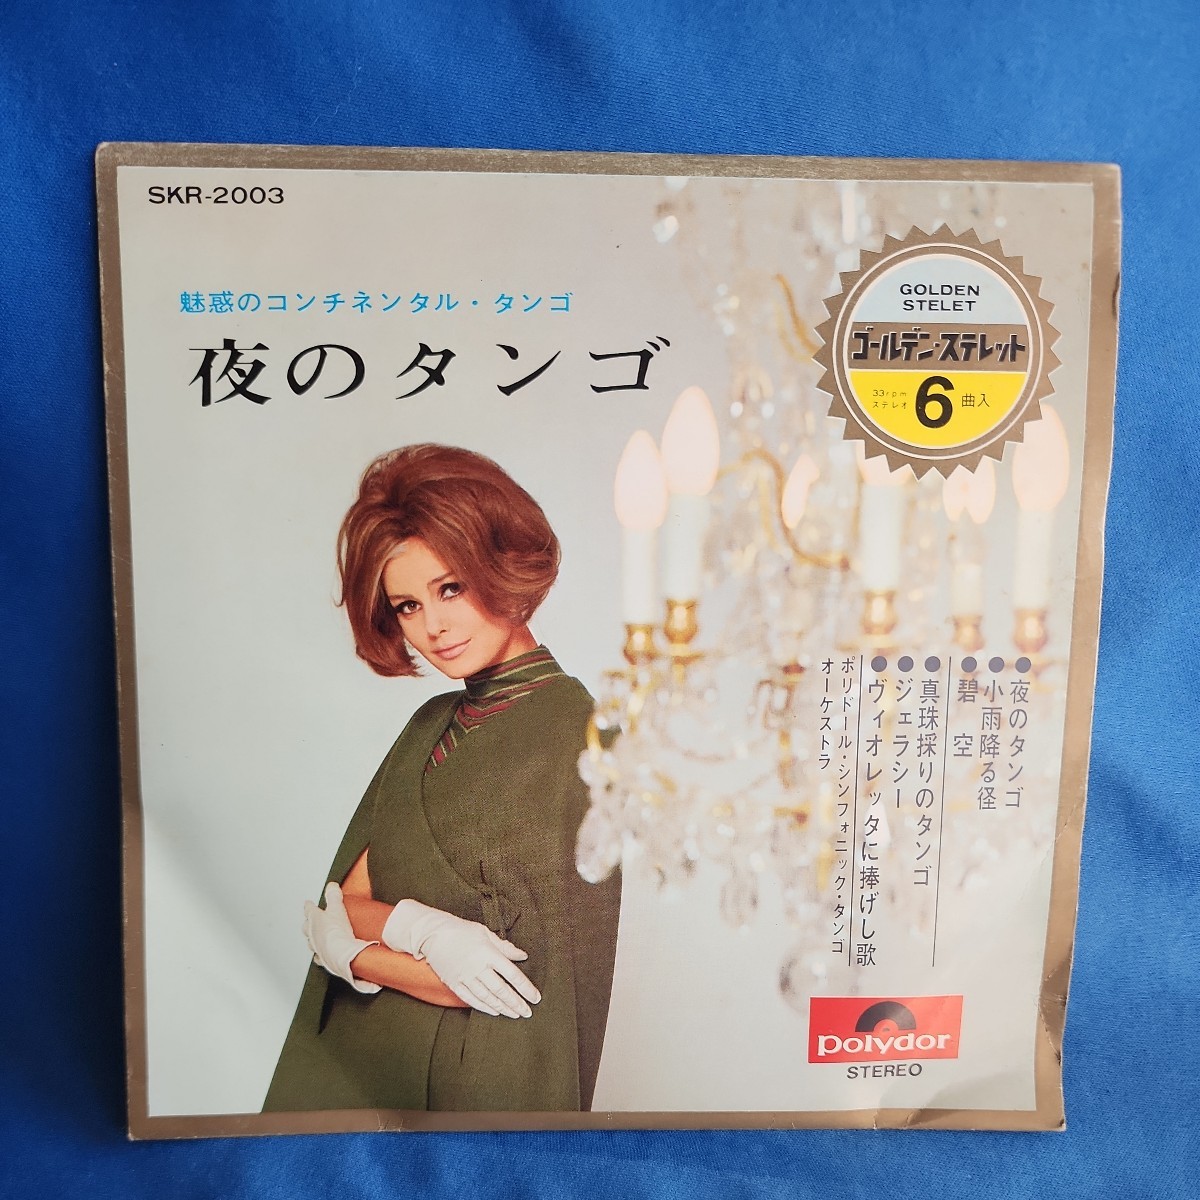 SKR-2003
魅惑のコンチネンタル・タンゴ
夜のタンゴ
GOLDEN
STELET
ゴールデン・ステレット
33rpm
ステレオ
6曲入
●夜のタンゴ
●小雨降る径
●碧空
●真珠採りのタンゴ
●ジェラシー
●ヴィオレッタに捧げし歌
ポリドール・シンフォニック・タンゴ
オーケストラ
polydor
STEREO